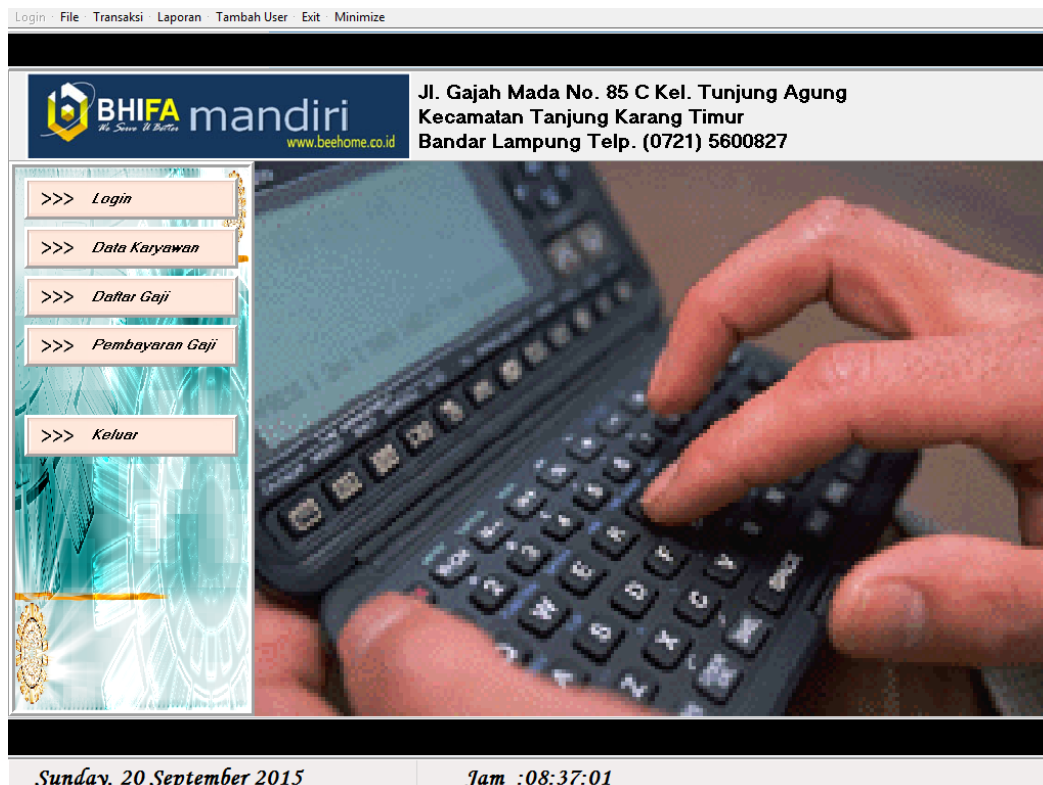 Login File Transaksi Laporan Tambah User Exit Minimize
BHIFA mandiri
We Serve U Better
www.beehome.co.id
Jl. Gajah Mada No. 85 C Kel. Tunjung Agung
Kecamatan Tanjung Karang Timur
Bandar Lampung Telp. (0721) 5600827
>>> Login
>>> Data Karyawan
>>> Daftar Gaji
>>> Pembayaran Gaji
>>> Keluar
Sunday, 20 September 2015
Jam :08:37:01